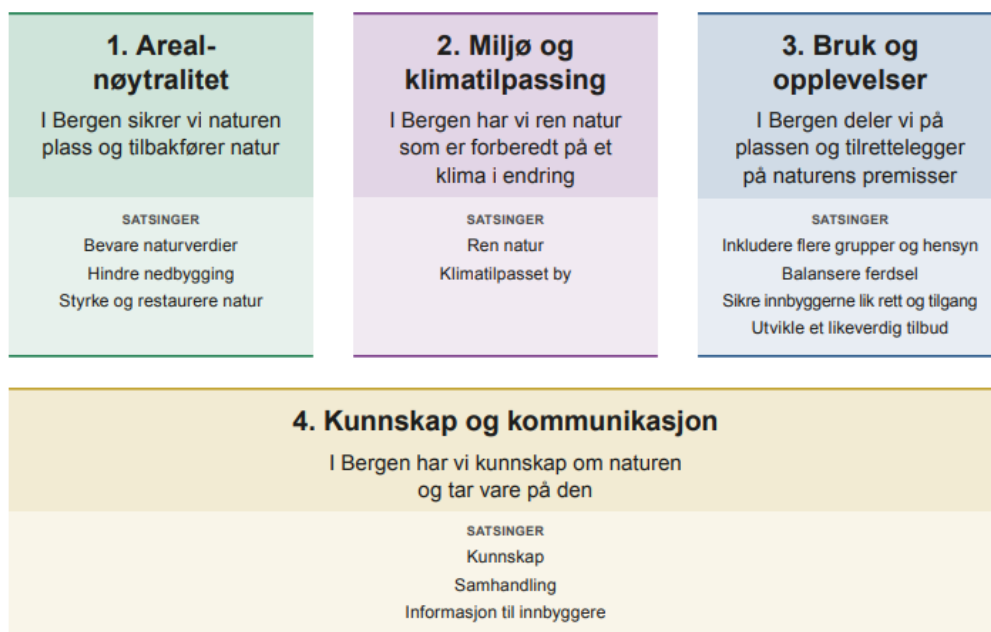 1. Areal-
nøytralitet
I Bergen sikrer vi naturen
plass og tilbakfører natur
SATSINGER
Bevare naturverdier
Hindre nedbygging
Styrke og restaurere natur
2. Miljø og
klimatilpassing
I Bergen har vi ren natur
som er forberedt på et
klima i endring
SATSINGER
Ren natur
Klimatilpasset by
3. Bruk og
opplevelser
I Bergen deler vi på
plassen og tilrettelegger
på naturens premisser
SATSINGER
Inkludere flere grupper og hensyn
Balansere ferdsel
Sikre innbyggerne lik rett og tilgang
Utvikle et likeverdig tilbud
4. Kunnskap og kommunikasjon
I Bergen har vi kunnskap om naturen
og tar vare på den
SATSINGER
Kunnskap
Samhandling
Informasjon til innbyggere